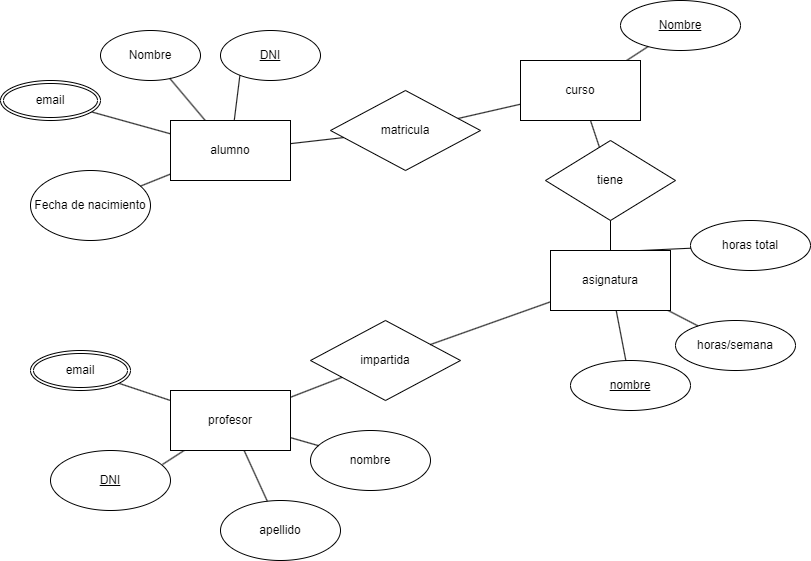 Nombre
Nombre
DNI
email
curso
matricula
alumno
tiene
Fecha de nacimiento
horas total
asignatura
horas/semana
impartida
email
nombre
profesor
nombre
DNI
apellido